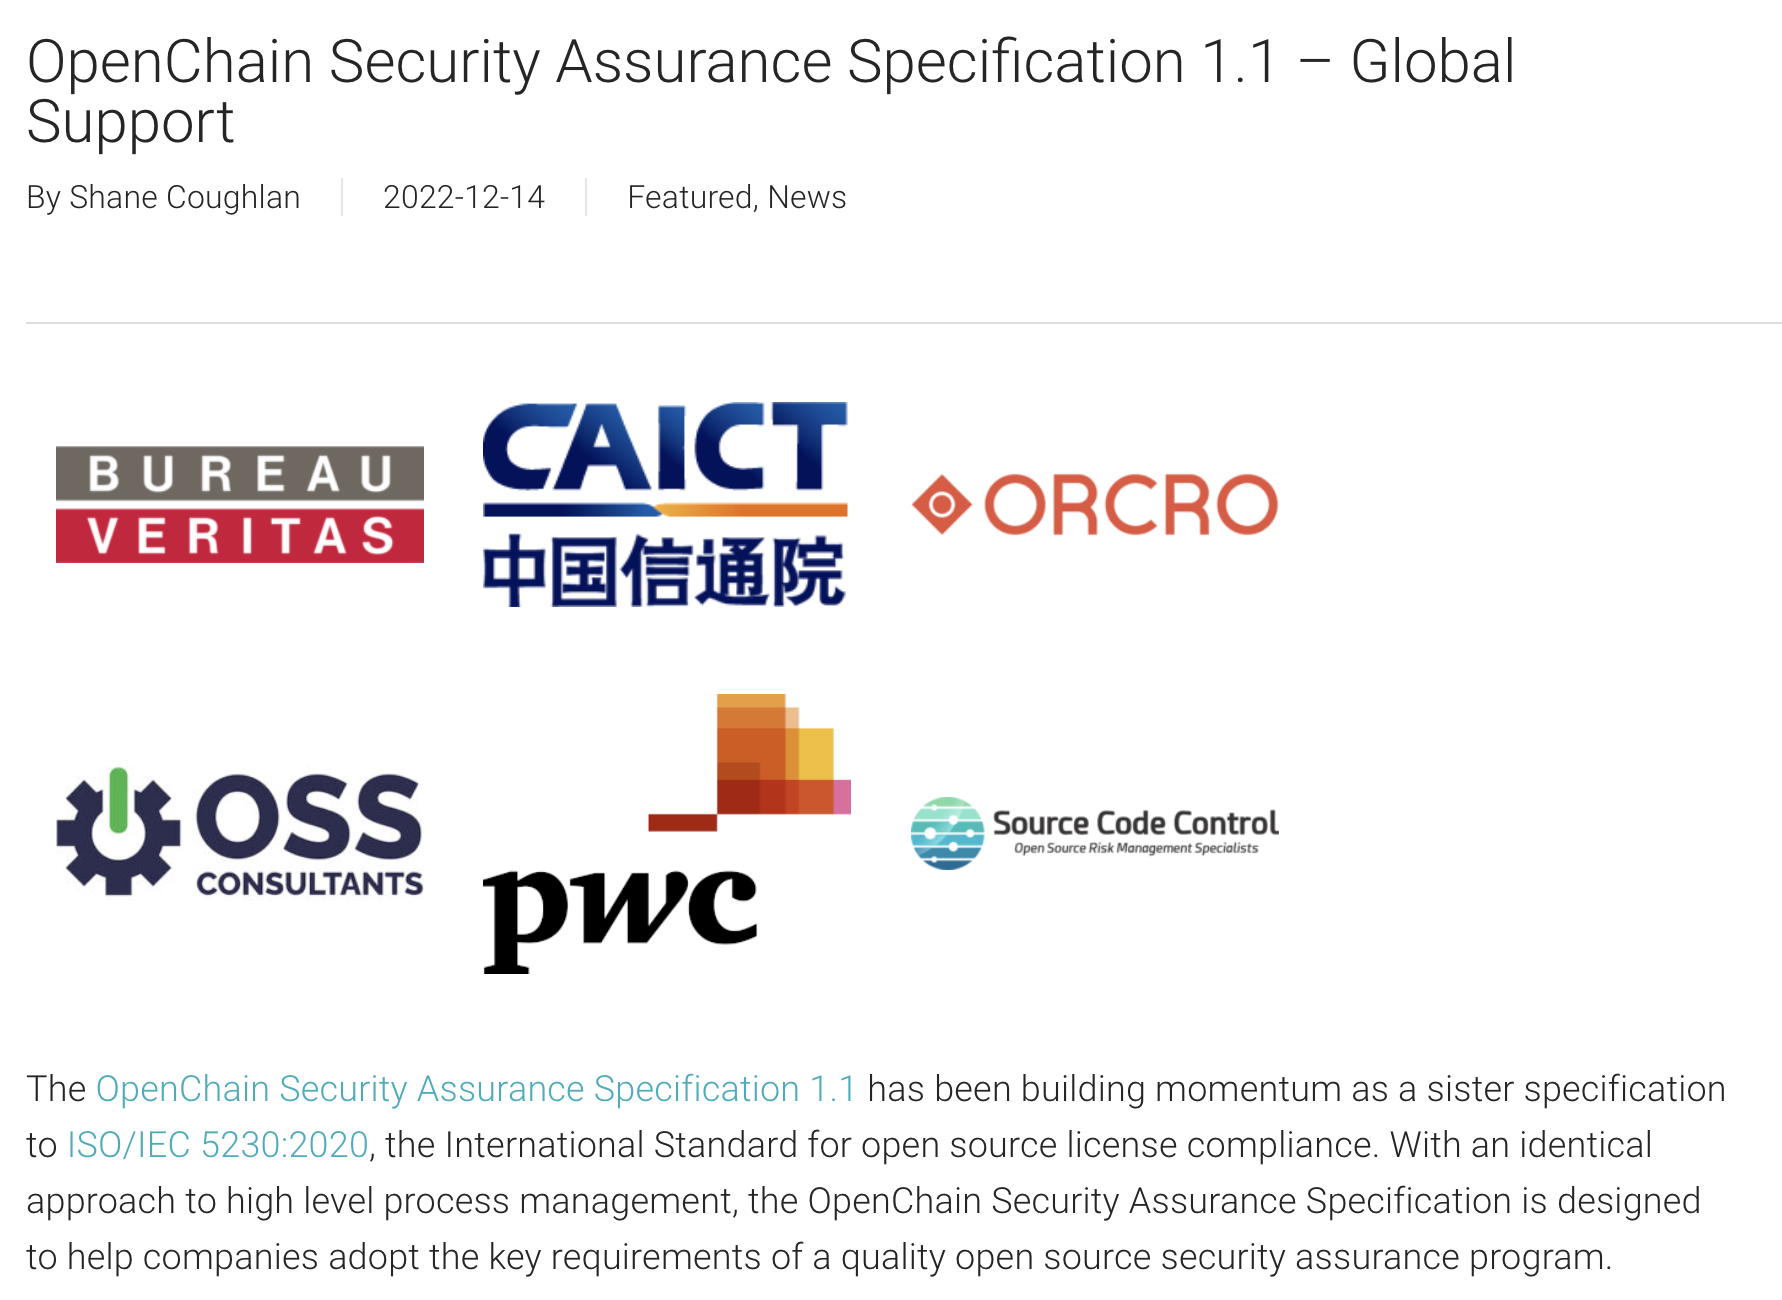 OpenChain Security Assurance Specification 1.1 – Global
Support
By Shane Coughlan
2022-12-14
Featured, News
BUREAU
VERITAS
CAICT
中国信通院
ORCRO
OSS
CONSULTANTS
pwc
Source Code Control
Open Source Risk Management Specialists
The OpenChain Security Assurance Specification 1.1 has been building momentum as a sister specification
to ISO/IEC 5230:2020, the International Standard for open source license compliance. With an identical
approach to high level process management, the OpenChain Security Assurance Specification is designed
to help companies adopt the key requirements of a quality open source security assurance program.